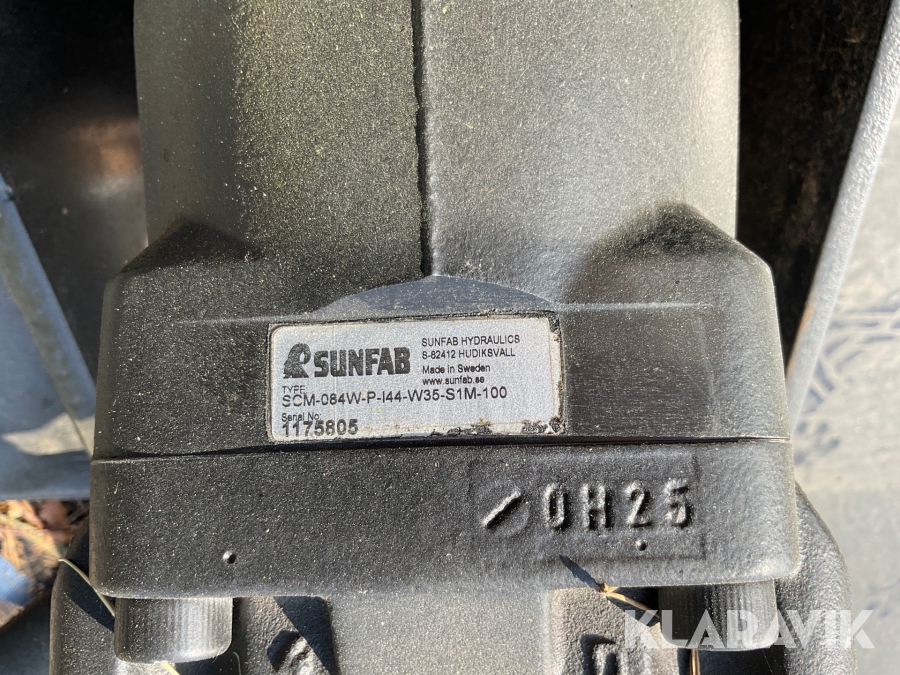 SUNFAB
SUNFAB HYDRAULICS
S-82412 HUDIKSVALL
Made in Sweden
www.sunfab.se
TYPE:
SCM-084W-P-I44-W35-S1M-100
Serial No:
1175805
0H25
KLARAVIK